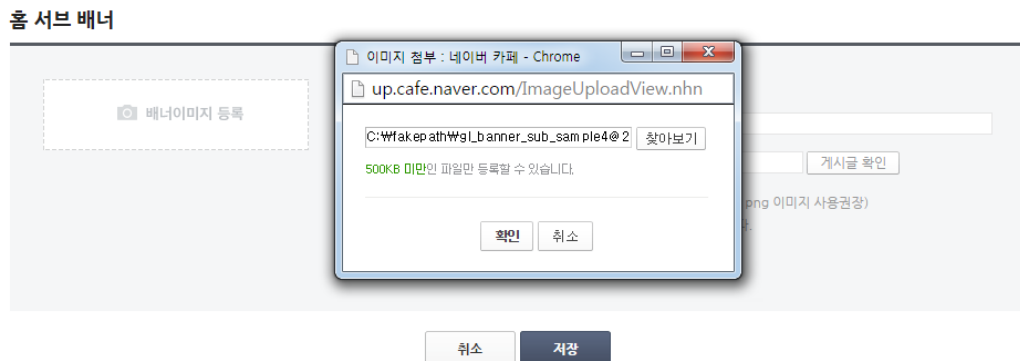 홈 서브 배너
이미지 첨부 : 네이버 카페 - Chrome
up.cafe.naver.com/ImageUploadView.nhn
배너이미지 등록
C:₩fakepath₩gl_banner_sub_sample4@2
찾아보기
500KB 미만인 파일만 등록할 수 있습니다.
게시글 확인
png 이미지 사용권장)
확인
취소
취소
저장